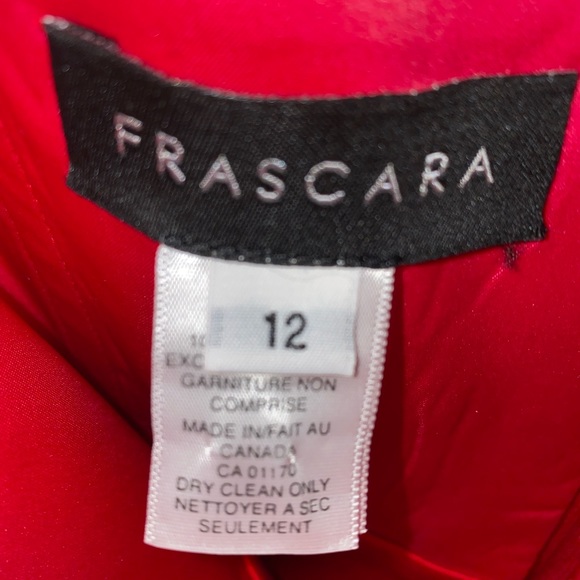 FRASCARA
12
GARNITURE NON
COMPRISE
MADE IN/FAIT AU
CANADA
CA 01170
DRY CLEAN ONLY
NETTOYER A SEC
SEULEMENT